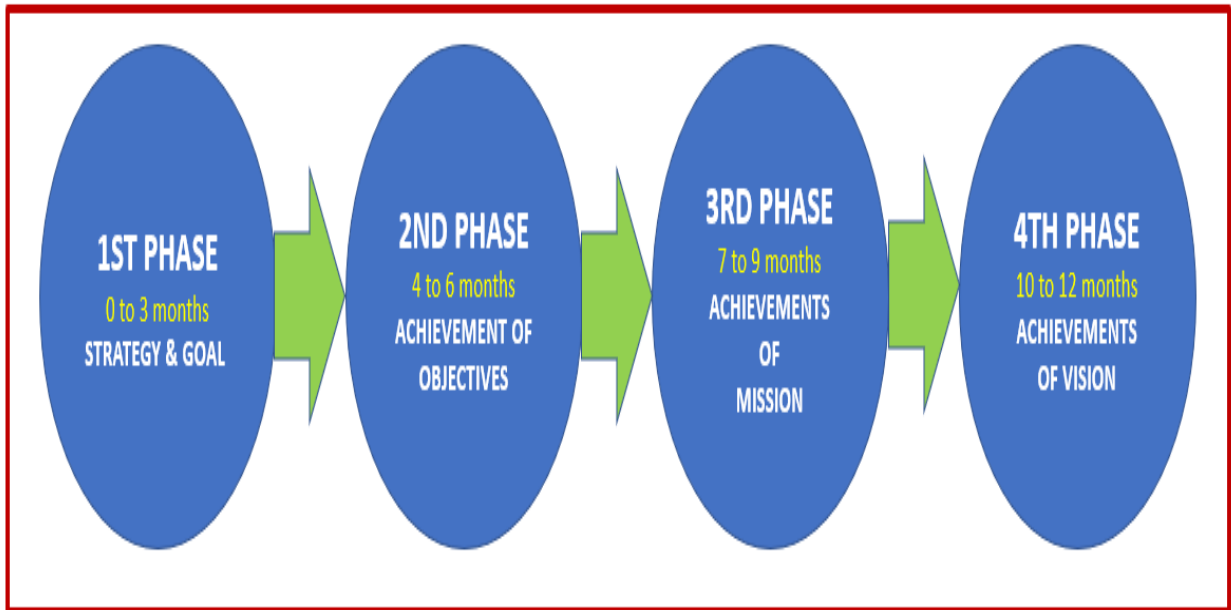 1ST PHASE
0 to 3 months
STRATEGY & GOAL
2ND PHASE
4 to 6 months
ACHIEVEMENT OF
OBJECTIVES
3RD PHASE
7 to 9 months
ACHIEVEMENTS
OF
MISSION
4TH PHASE
10 to 12 months
ACHIEVEMENTS
OF VISION